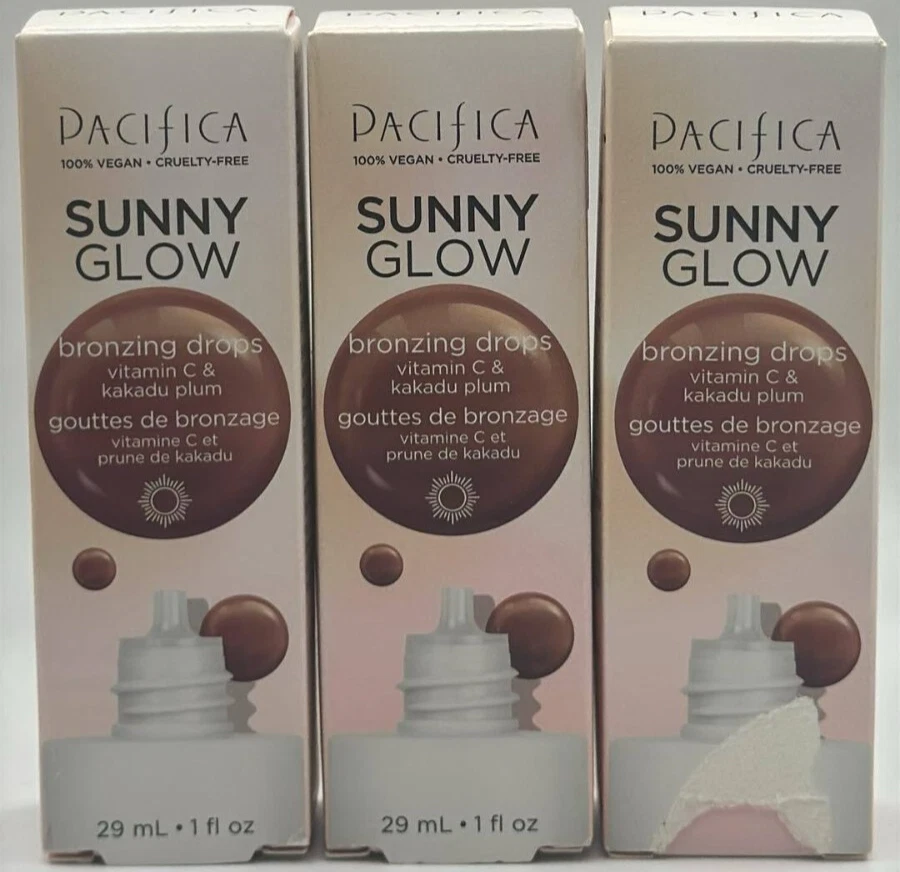 PACIFICA
100% VEGAN • CRUELTY-FREE
SUNNY
GLOW
bronzing drops
vitamin C &
kakadu plum
gouttes de bronzage
vitamine C et
prune de kakadu
29 mL • 1 fl oz
PACIFICA
100% VEGAN • CRUELTY-FREE
SUNNY
GLOW
bronzing drops
vitamin C &
kakadu plum
gouttes de bronzage
vitamine C et
prune de kakadu
29 mL • 1 fl oz
PACIFICA
100% VEGAN • CRUELTY-FREE
SUNNY
GLOW
bronzing drops
vitamin C &
kakadu plum
gouttes de bronzage
vitamine C et
prune de kakadu